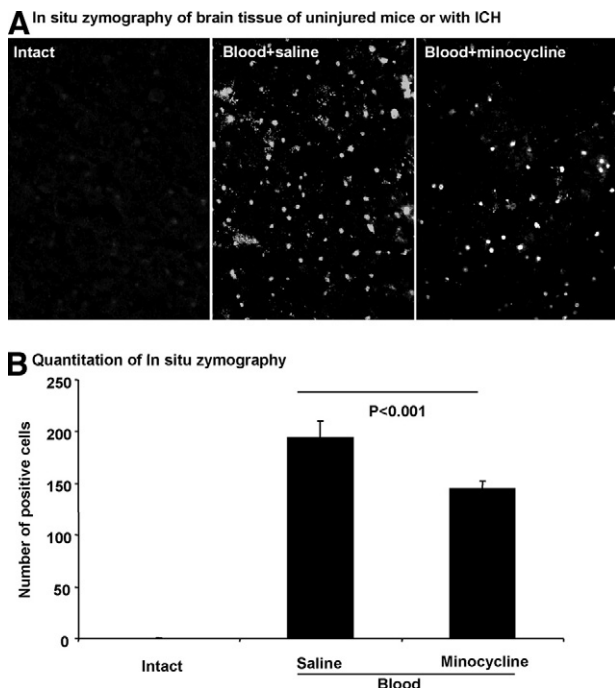 A In situ zymography of brain tissue of uninjured mice or with ICH
Intact Blood+saline Blood+minocycline
B Quantitation of In situ zymography
Number of positive cells
250
200
150
100
50
0
P<0.001
Intact Saline Minocycline
Blood